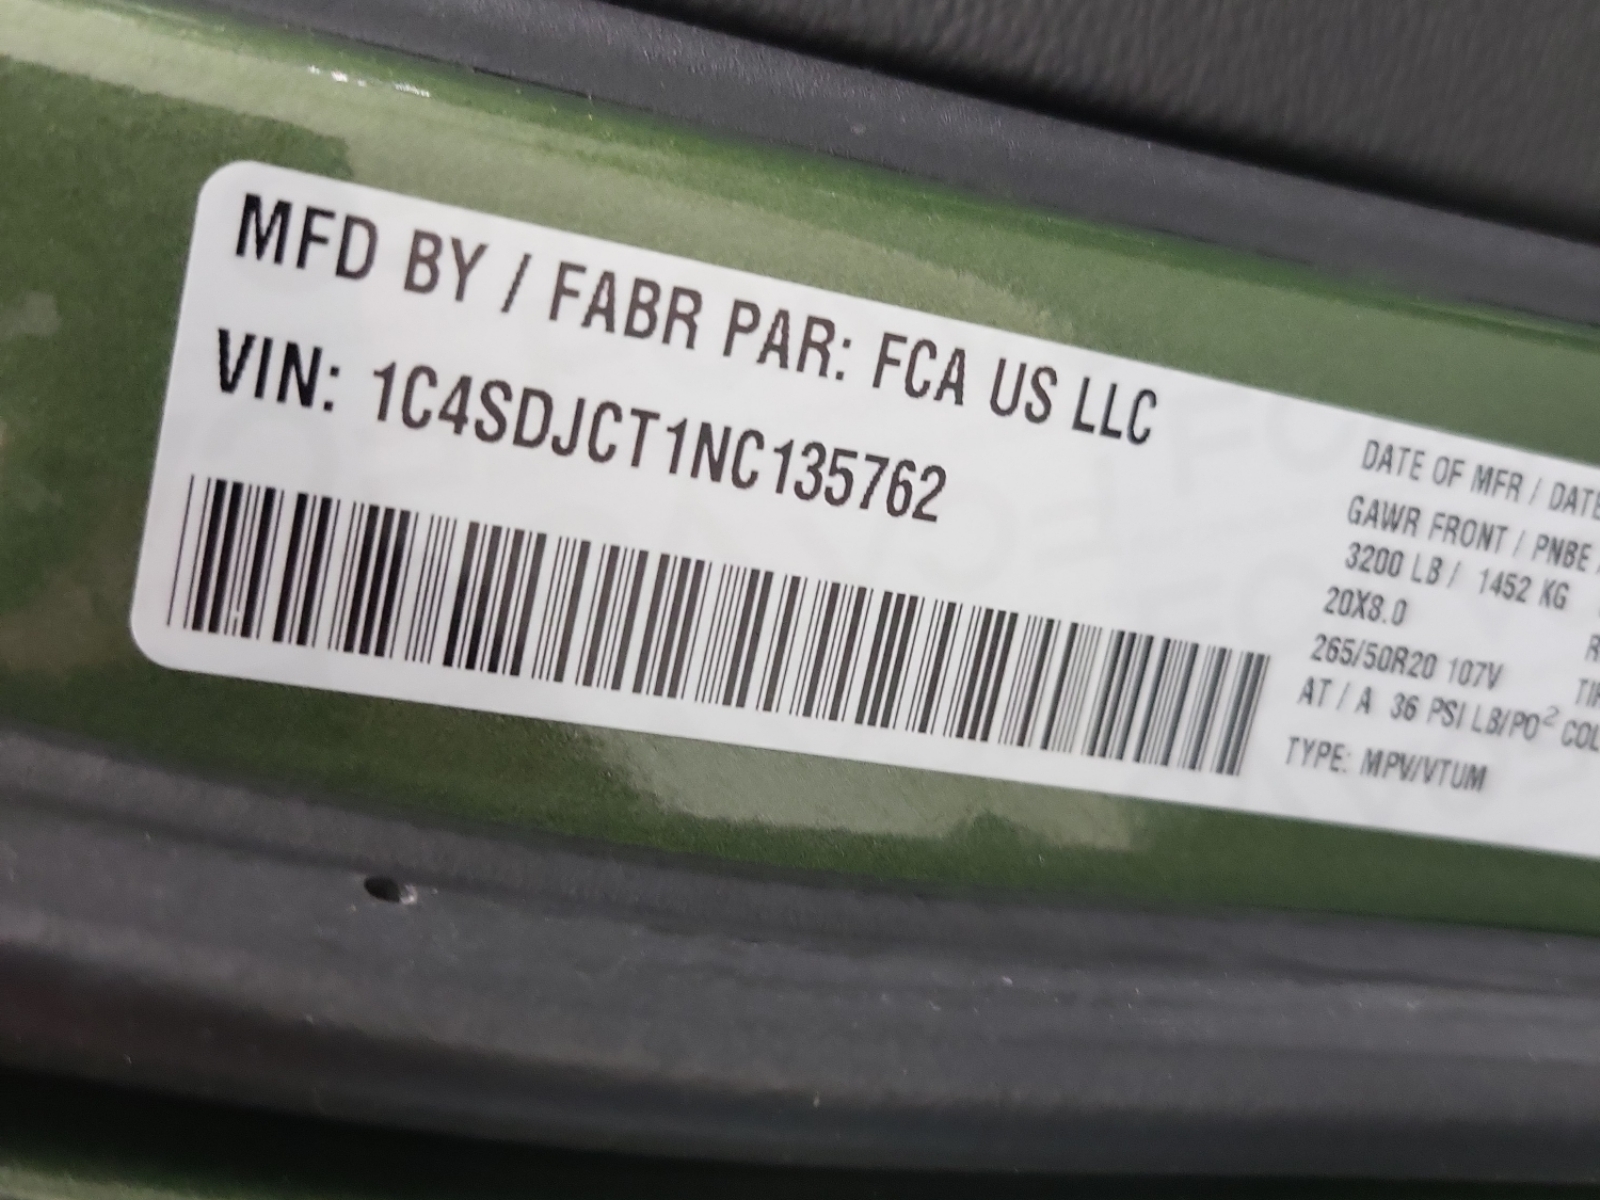 MFD BY / FABR PAR: FCA US LLC
VIN: 1C4SDJCT1NC135762
DATE OF MFR / DATE
GAWR FRONT / PNBE
3200 LB / 1452 KG
20X8.0
265/50R20 107V
AT / A 36 PSI LB/PO² COL
TYPE: MPV/VTUM